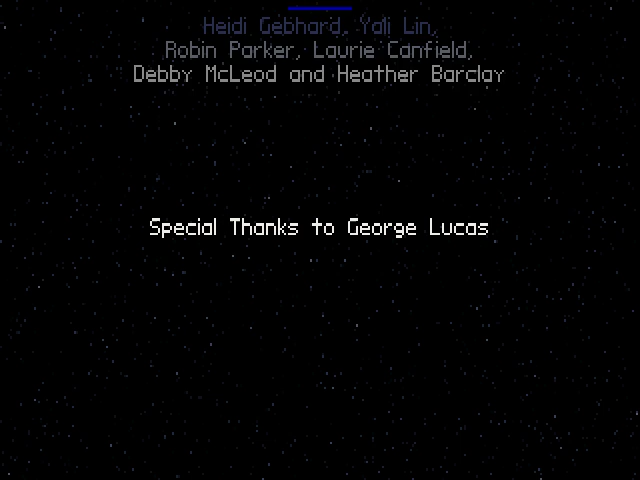 Heidi Gebhard, Yali Lin,
Robin Parker, Laurie Canfield,
Debby McLeod and Heather Barclay
Special Thanks to George Lucas